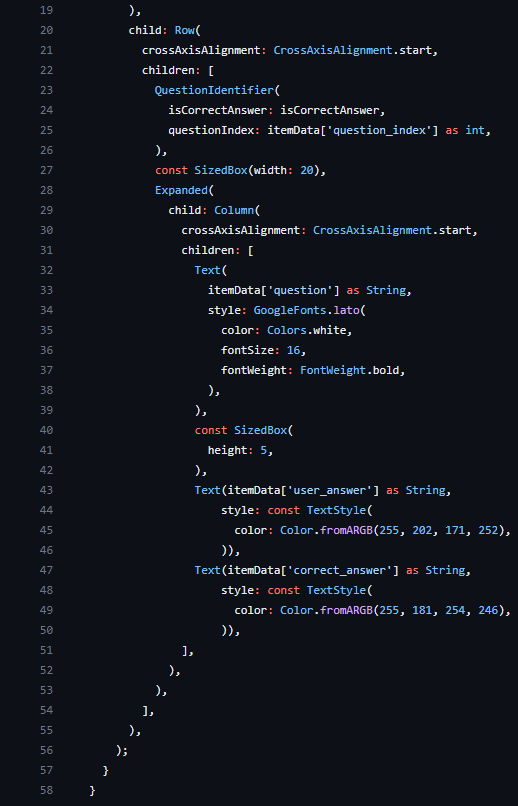 19 ),
20 child: Row(
21 crossAxisAlignment: CrossAxisAlignment.start,
22 children: [
23 QuestionIdentifier(
24 isCorrectAnswer: isCorrectAnswer,
25 questionIndex: itemData['question_index'] as int,
26 ),
27 const SizedBox(width: 20),
28 Expanded(
29 child: Column(
30 crossAxisAlignment: CrossAxisAlignment.start,
31 children: [
32 Text(
33 itemData['question'] as String,
34 style: GoogleFonts.lato(
35 color: Colors.white,
36 fontSize: 16,
37 fontWeight: FontWeight.bold,
38 ),
39 ),
40 const SizedBox(
41 height: 5,
42 ),
43 Text(itemData['user_answer'] as String,
44 style: const TextStyle(
45 color: Color.fromARGB(255, 202, 171, 252),
46 )),
47 Text(itemData['correct_answer'] as String,
48 style: const TextStyle(
49 color: Color.fromARGB(255, 181, 254, 246),
50 )),
51 ],
52 ),
53 ),
54 ],
55 ),
56 );
57 }
58 }